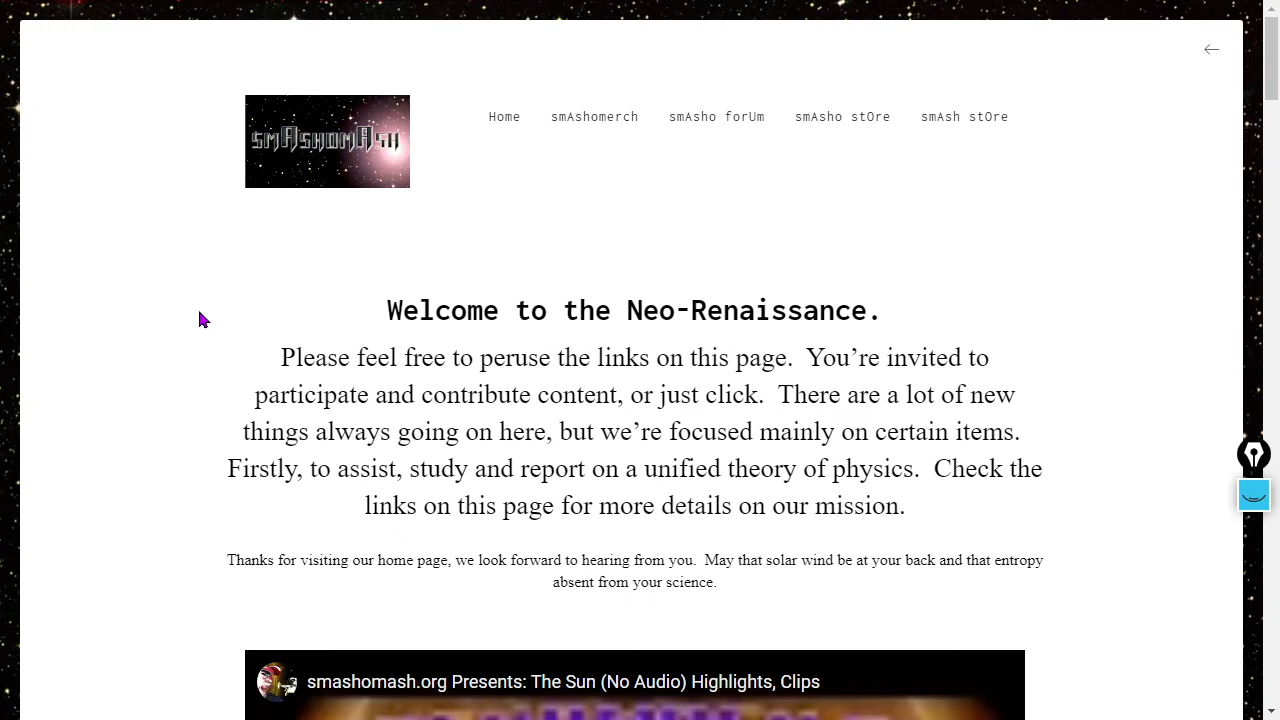 smAshomAsh
Home smAshomerch smAsho forUm smAsho stOre smAsh stOre
Welcome to the Neo-Renaissance.
Please feel free to peruse the links on this page.  You’re invited to
participate and contribute content, or just click.  There are a lot of new
things always going on here, but we’re focused mainly on certain items.
Firstly, to assist, study and report on a unified theory of physics.  Check the
links on this page for more details on our mission.
Thanks for visiting our home page, we look forward to hearing from you.  May that solar wind be at your back and that entropy
absent from your science.
smashomash.org Presents: The Sun (No Audio) Highlights, Clips